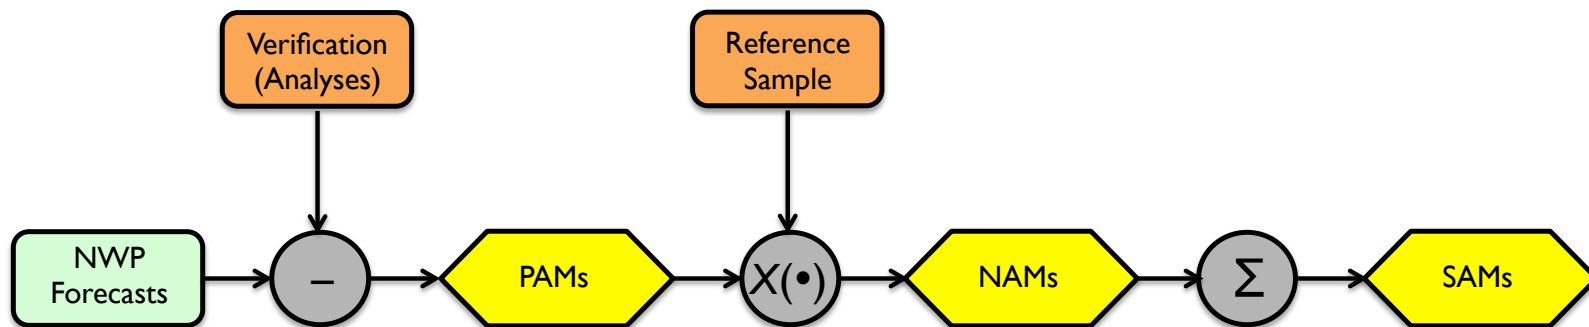 Verification
(Analyses)
Reference
Sample
NWP
Forecasts
–
PAMs
X(•)
NAMs
Σ
SAMs